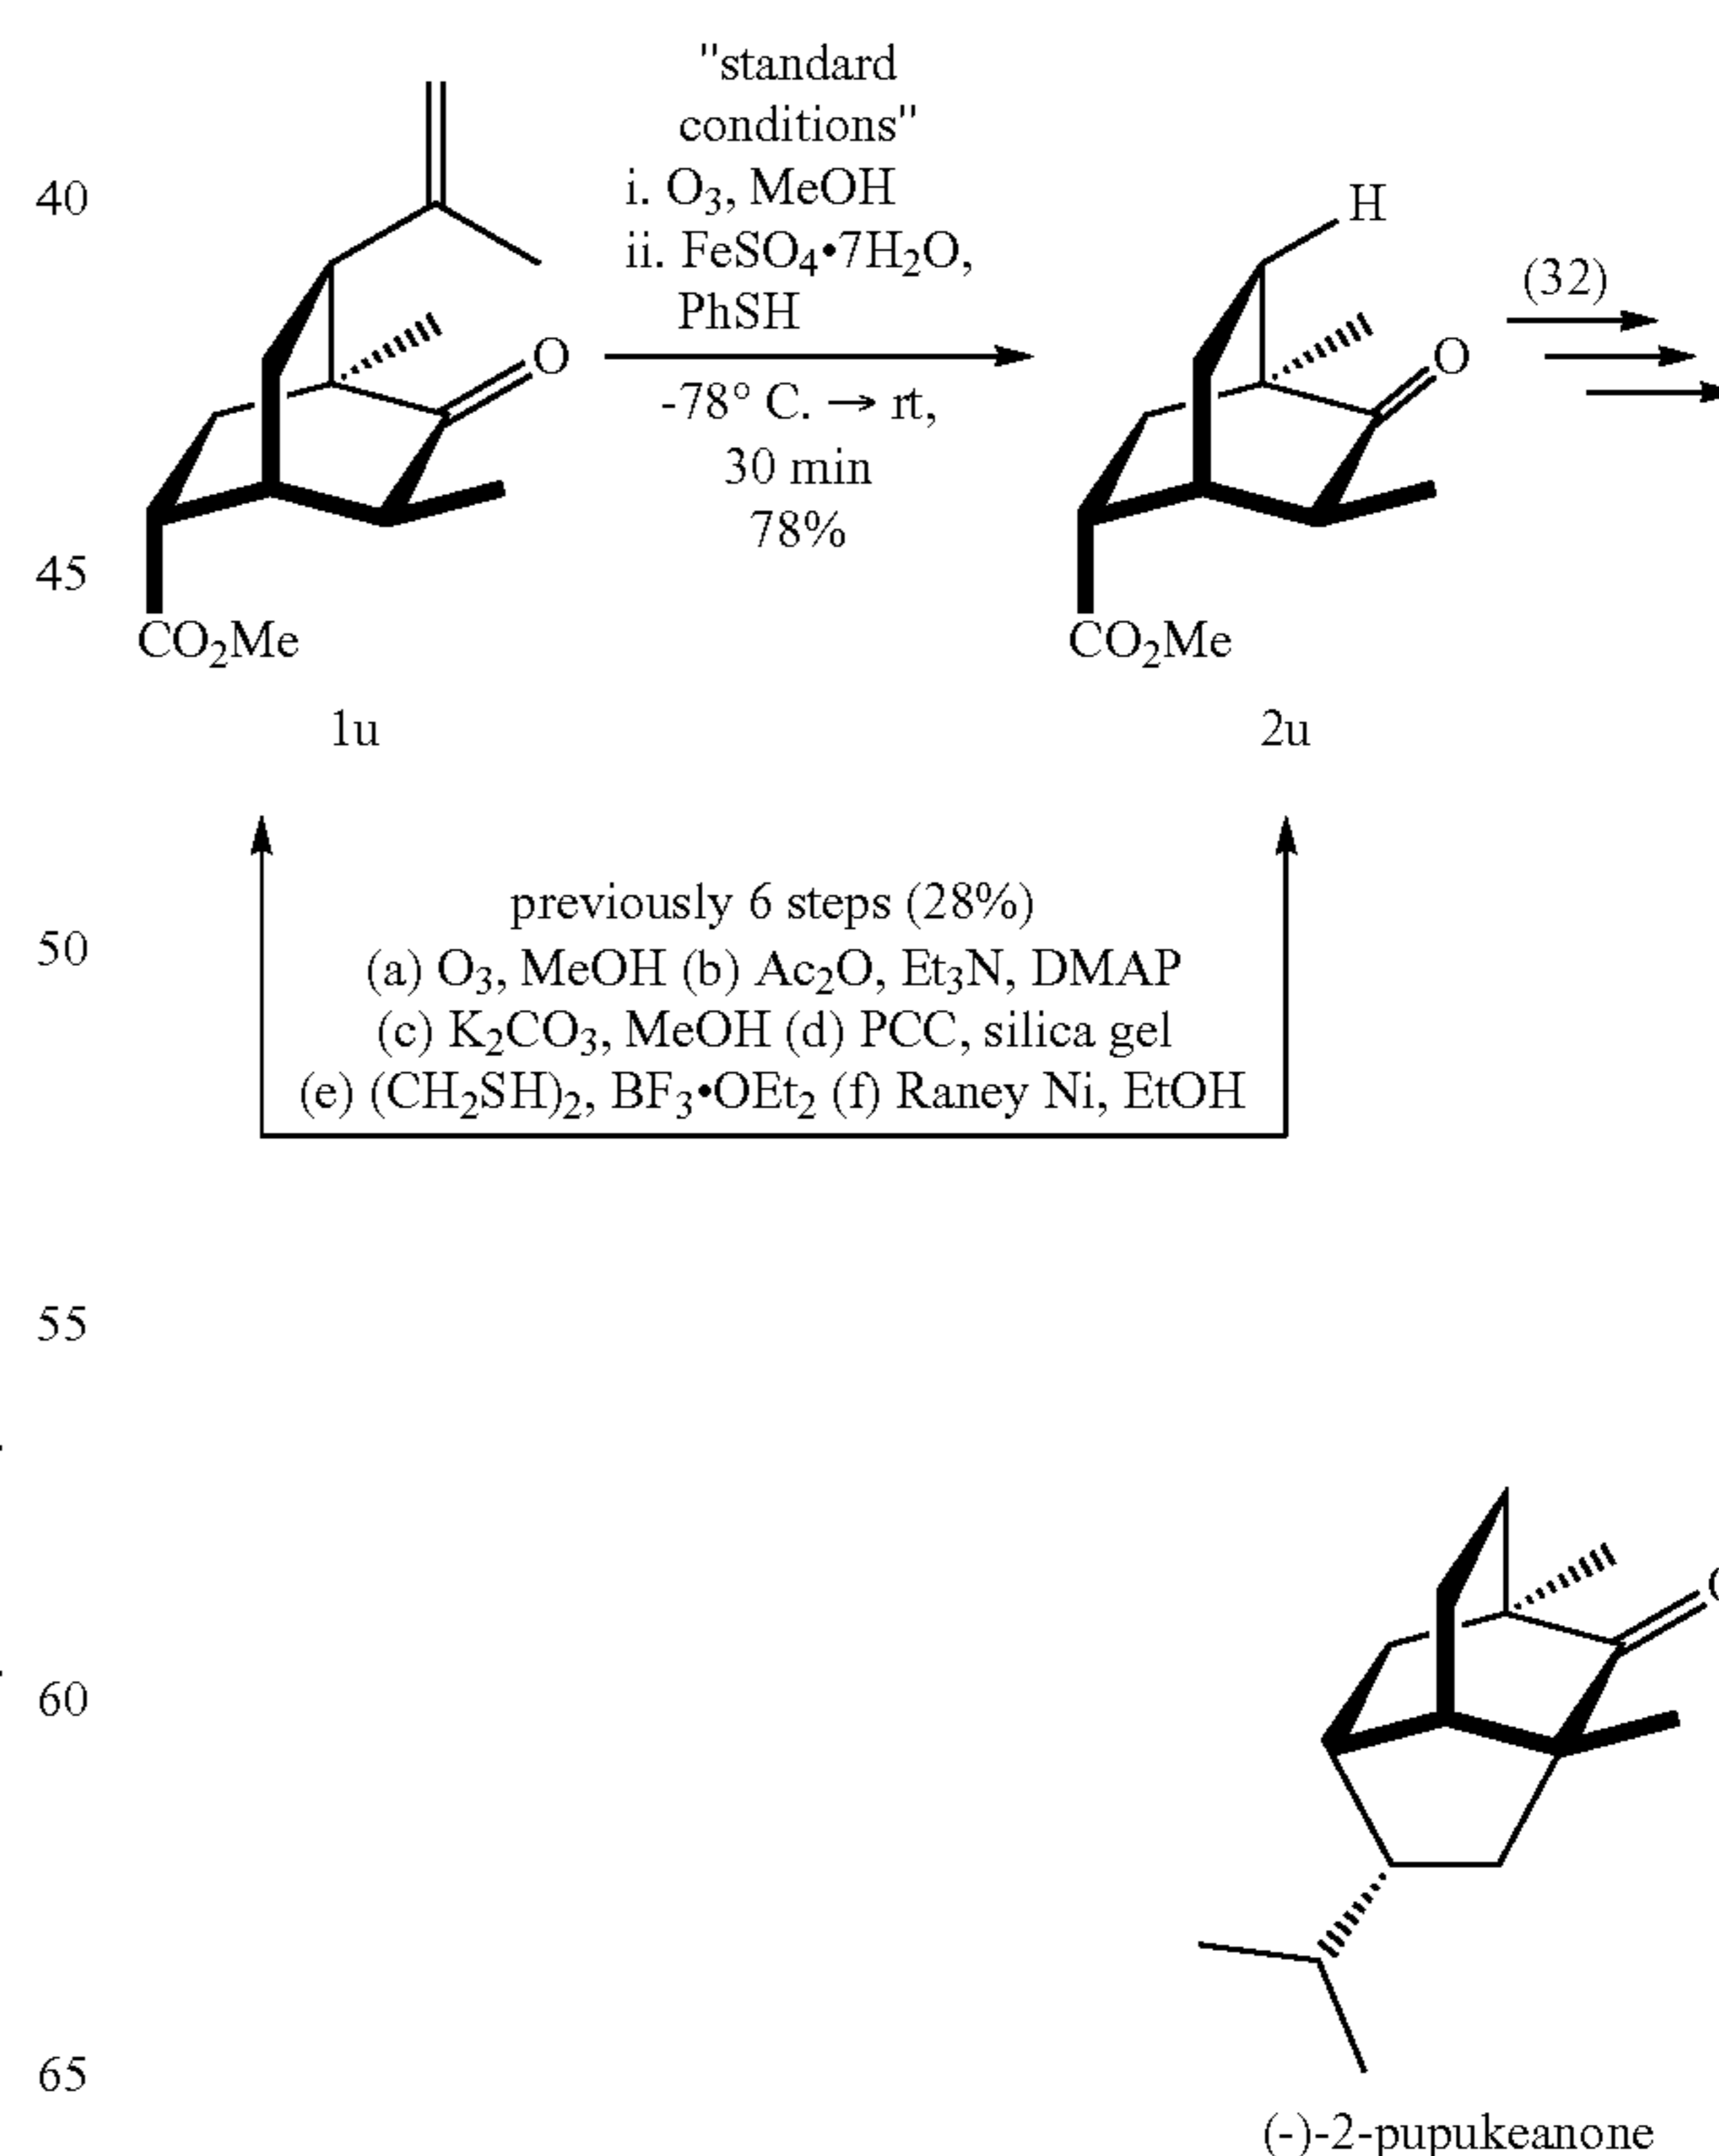 "standard
conditions"
i. O₃, MeOH
ii. FeSO₄•7H₂O,
PhSH
-78° C. → rt,
30 min
78%
40
H
(32)
O
O
45
CO₂Me
CO₂Me
1u
2u
previously 6 steps (28%)
50
(a) O₃, MeOH (b) Ac₂O, Et₃N, DMAP
(c) K₂CO₃, MeOH (d) PCC, silica gel
(e) (CH₂SH)₂, BF₃•OEt₂ (f) Raney Ni, EtOH
55
60
65
(-)-2-pupukeanone